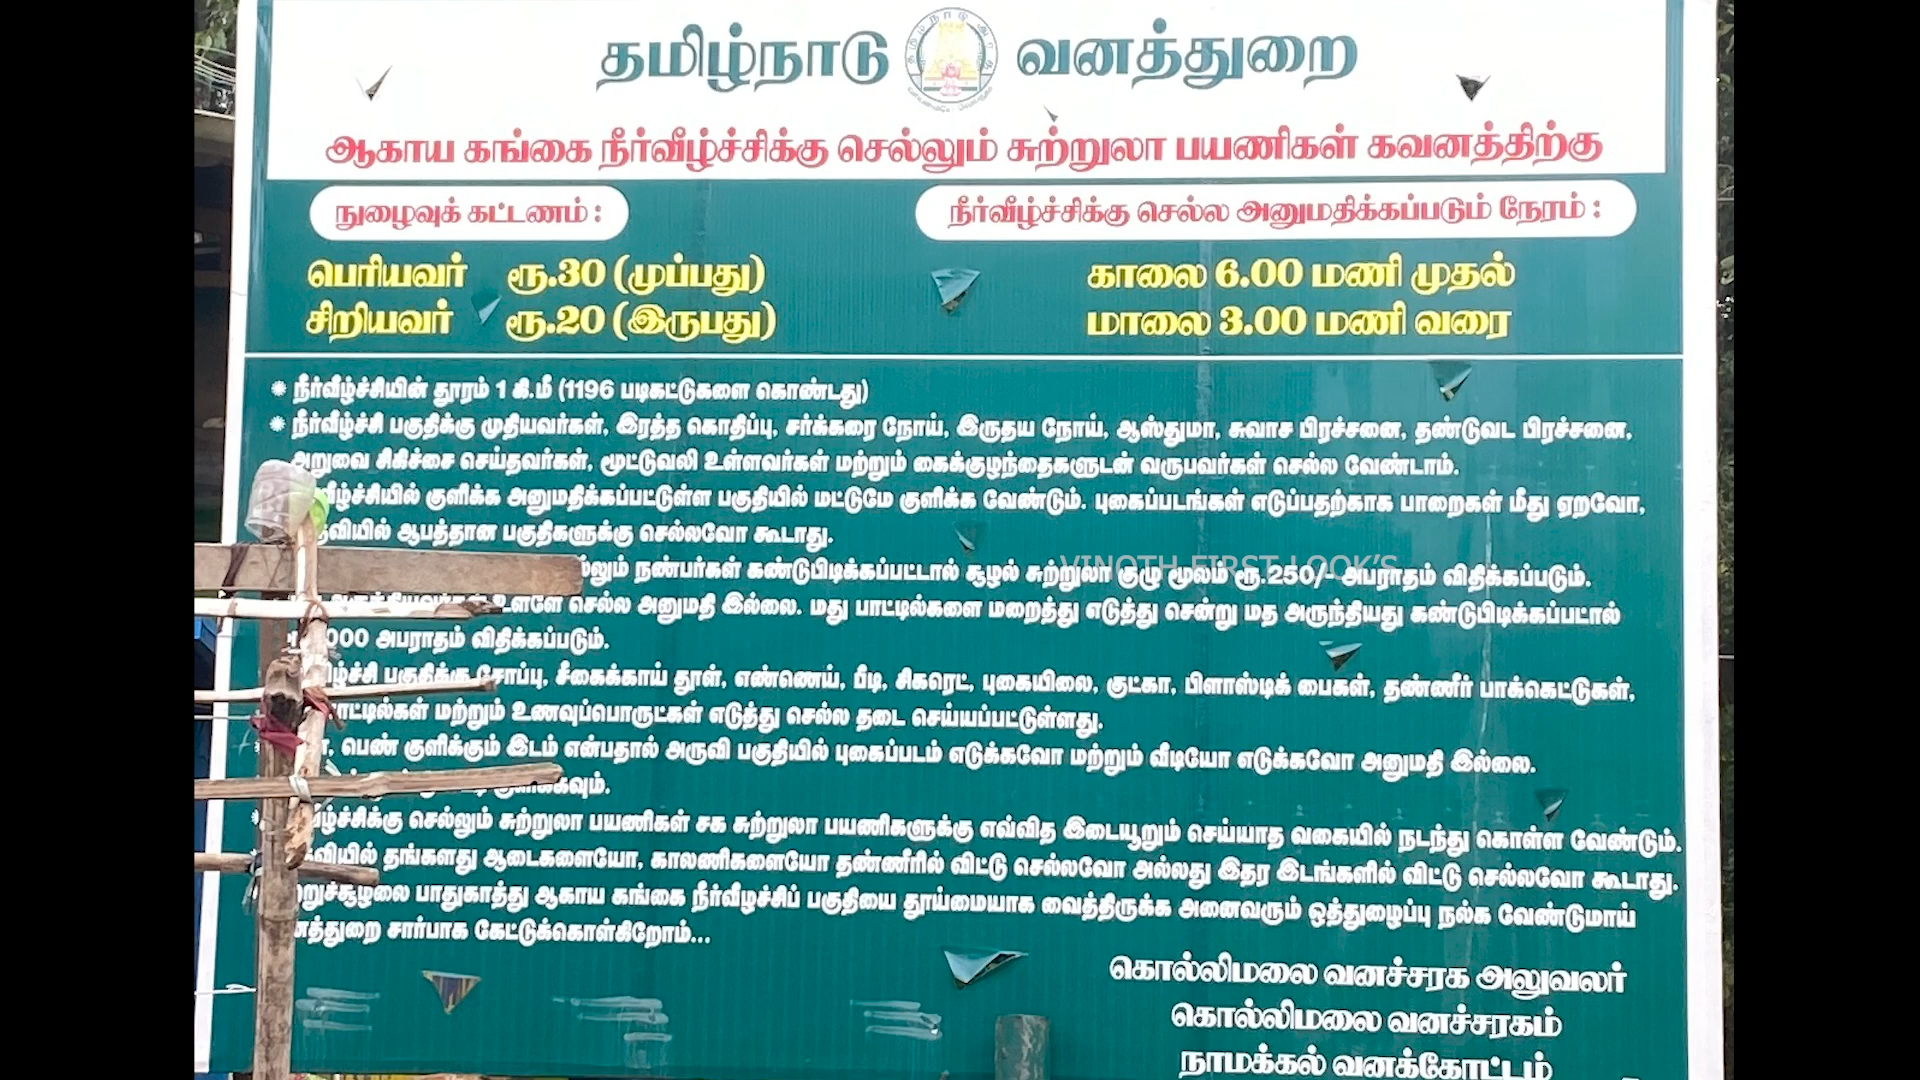 தமிழ்நாடு வனத்துறை
ஆகாய கங்கை நீர்வீழ்ச்சிக்கு செல்லும் சுற்றுலா பயணிகள் கவனத்திற்கு
நுழைவுக் கட்டணம் :
நீர்வீழ்ச்சிக்கு செல்ல அனுமதிக்கப்படும் நேரம் :
பெரியவர் ரூ.30 (முப்பது)
காலை 6.00 மணி முதல்
சிறியவர் ரூ.20 (இருபது)
மாலை 3.00 மணி வரை
நீர்வீழ்ச்சியின் தூரம் 1 கி.மீ (1196 படிகட்டுகளை கொண்டது)
நீர்வீழ்ச்சி பகுதிக்கு முதியவர்கள், இரத்த கொதிப்பு, சர்க்கரை நோய், இருதய நோய், ஆஸ்துமா, சுவாச பிரச்சனை, தண்டுவட பிரச்சனை,
அறுவை சிகிச்சை செய்தவர்கள், மூட்டுவலி உள்ளவர்கள் மற்றும் கைக்குழந்தைகளுடன் வருபவர்கள் செல்ல வேண்டாம்.
குளிக்க அனுமதிக்கப்பட்டுள்ள பகுதியில் மட்டுமே குளிக்க வேண்டும். புகைப்படங்கள் எடுப்பதற்காக பாறைகள் மீது ஏறவோ,
ஆபத்தான பகுதிகளுக்கு செல்லவோ கூடாது.
நண்பர்கள் கண்டுபிடிக்கப்பட்டால் சூழல் சுற்றுலா குழு மூலம் ரூ.250/- அபராதம் விதிக்கப்படும்.
உள்ளே செல்ல அனுமதி இல்லை. மது பாட்டில்களை மறைத்து எடுத்து சென்று மத அருந்தியது கண்டுபிடிக்கப்பட்டால்
அபராதம் விதிக்கப்படும்.
பகுதிக்கு சோப்பு, சீகைக்காய் தூள், எண்ணெய், பீடி, சிகரெட், புகையிலை, குட்கா, பிளாஸ்டிக் பைகள், தண்ணீர் பாக்கெட்டுகள்,
மற்றும் உணவுப்பொருட்கள் எடுத்து செல்ல தடை செய்யப்பட்டுள்ளது.
பெண் குளிக்கும் இடம் என்பதால் அருவி பகுதியில் புகைப்படம் எடுக்கவோ மற்றும் வீடியோ எடுக்கவோ அனுமதி இல்லை.
செல்லும் சுற்றுலா பயணிகள் சக சுற்றுலா பயணிகளுக்கு எவ்வித இடையூறும் செய்யாத வகையில் நடந்து கொள்ள வேண்டும்.
தங்களது ஆடைகளையோ, காலணிகளையோ தண்ணீரில் விட்டு செல்லவோ அல்லது இதர இடங்களில் விட்டு செல்லவோ கூடாது.
பாதுகாத்து ஆகாய கங்கை நீர்வீழச்சிப் பகுதியை தூய்மையாக வைத்திருக்க அனைவரும் ஒத்துழைப்பு நல்க வேண்டுமாய்
சார்பாக கேட்டுக்கொள்கிறோம்...
கொல்லிமலை வனச்சரக அலுவலர்
கொல்லிமலை வனச்சரகம்
நாமக்கல் வனக்கோட்டம்
VINOTH FIRST LOOK'S